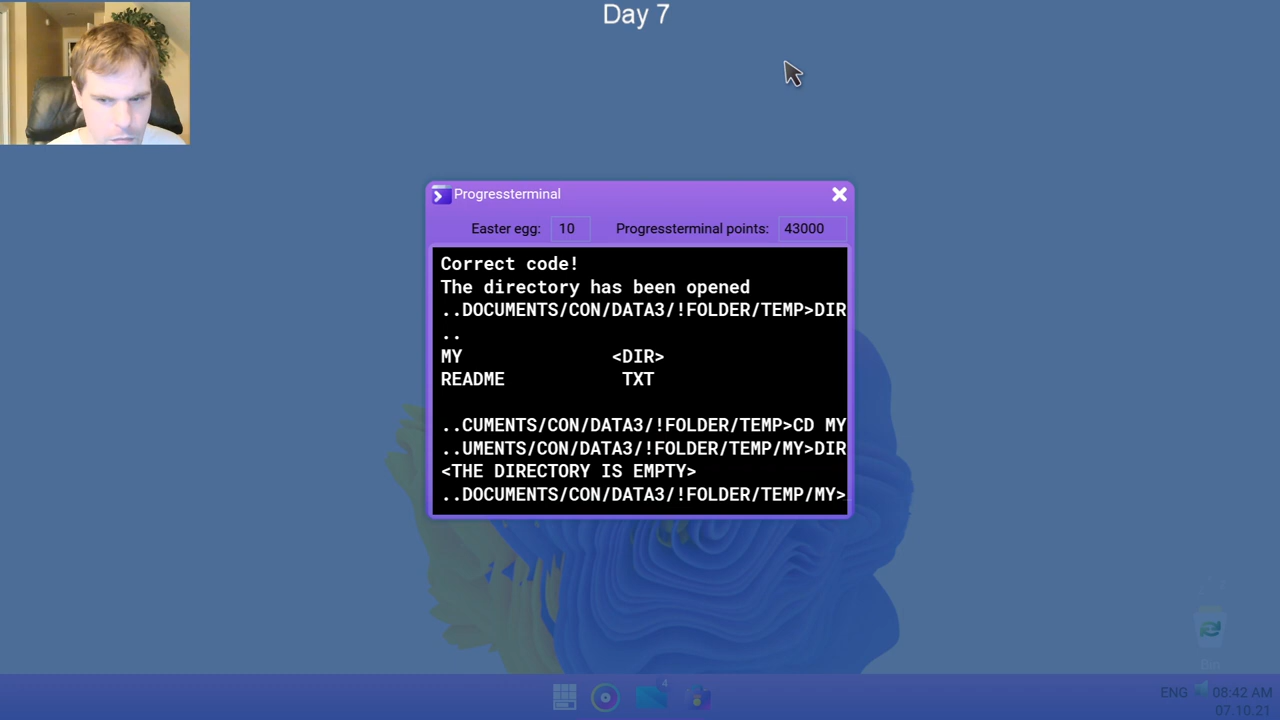 Day 7
Progressterminal
Easter egg: 10 Progressterminal points: 43000
Correct code!
The directory has been opened
..DOCUMENTS/CON/DATA3/!FOLDER/TEMP>DIR
..
MY <DIR>
README TXT
..CUMENTS/CON/DATA3/!FOLDER/TEMP>CD MY
..UMENTS/CON/DATA3/!FOLDER/TEMP/MY>DIR
<THE DIRECTORY IS EMPTY>
..DOCUMENTS/CON/DATA3/!FOLDER/TEMP/MY>_
Bin
4
ENG 08:42 AM
07.10.21